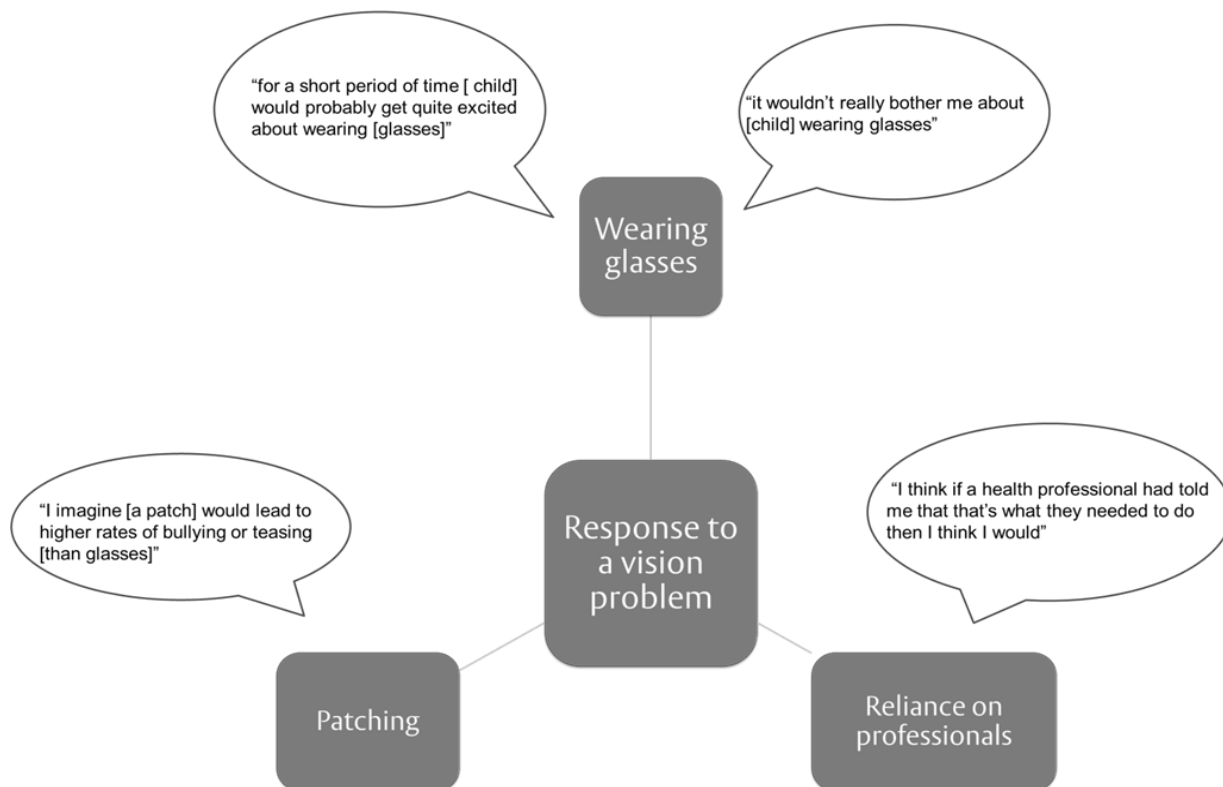 “for a short period of time [ child]
would probably get quite excited
about wearing [glasses]”
“it wouldn’t really bother me about
[child] wearing glasses”
Wearing
glasses
“I imagine [a patch] would lead to
higher rates of bullying or teasing
[than glasses]”
Response to
a vision
problem
“I think if a health professional had told
me that that’s what they needed to do
then I think I would”
Patching
Reliance on
professionals